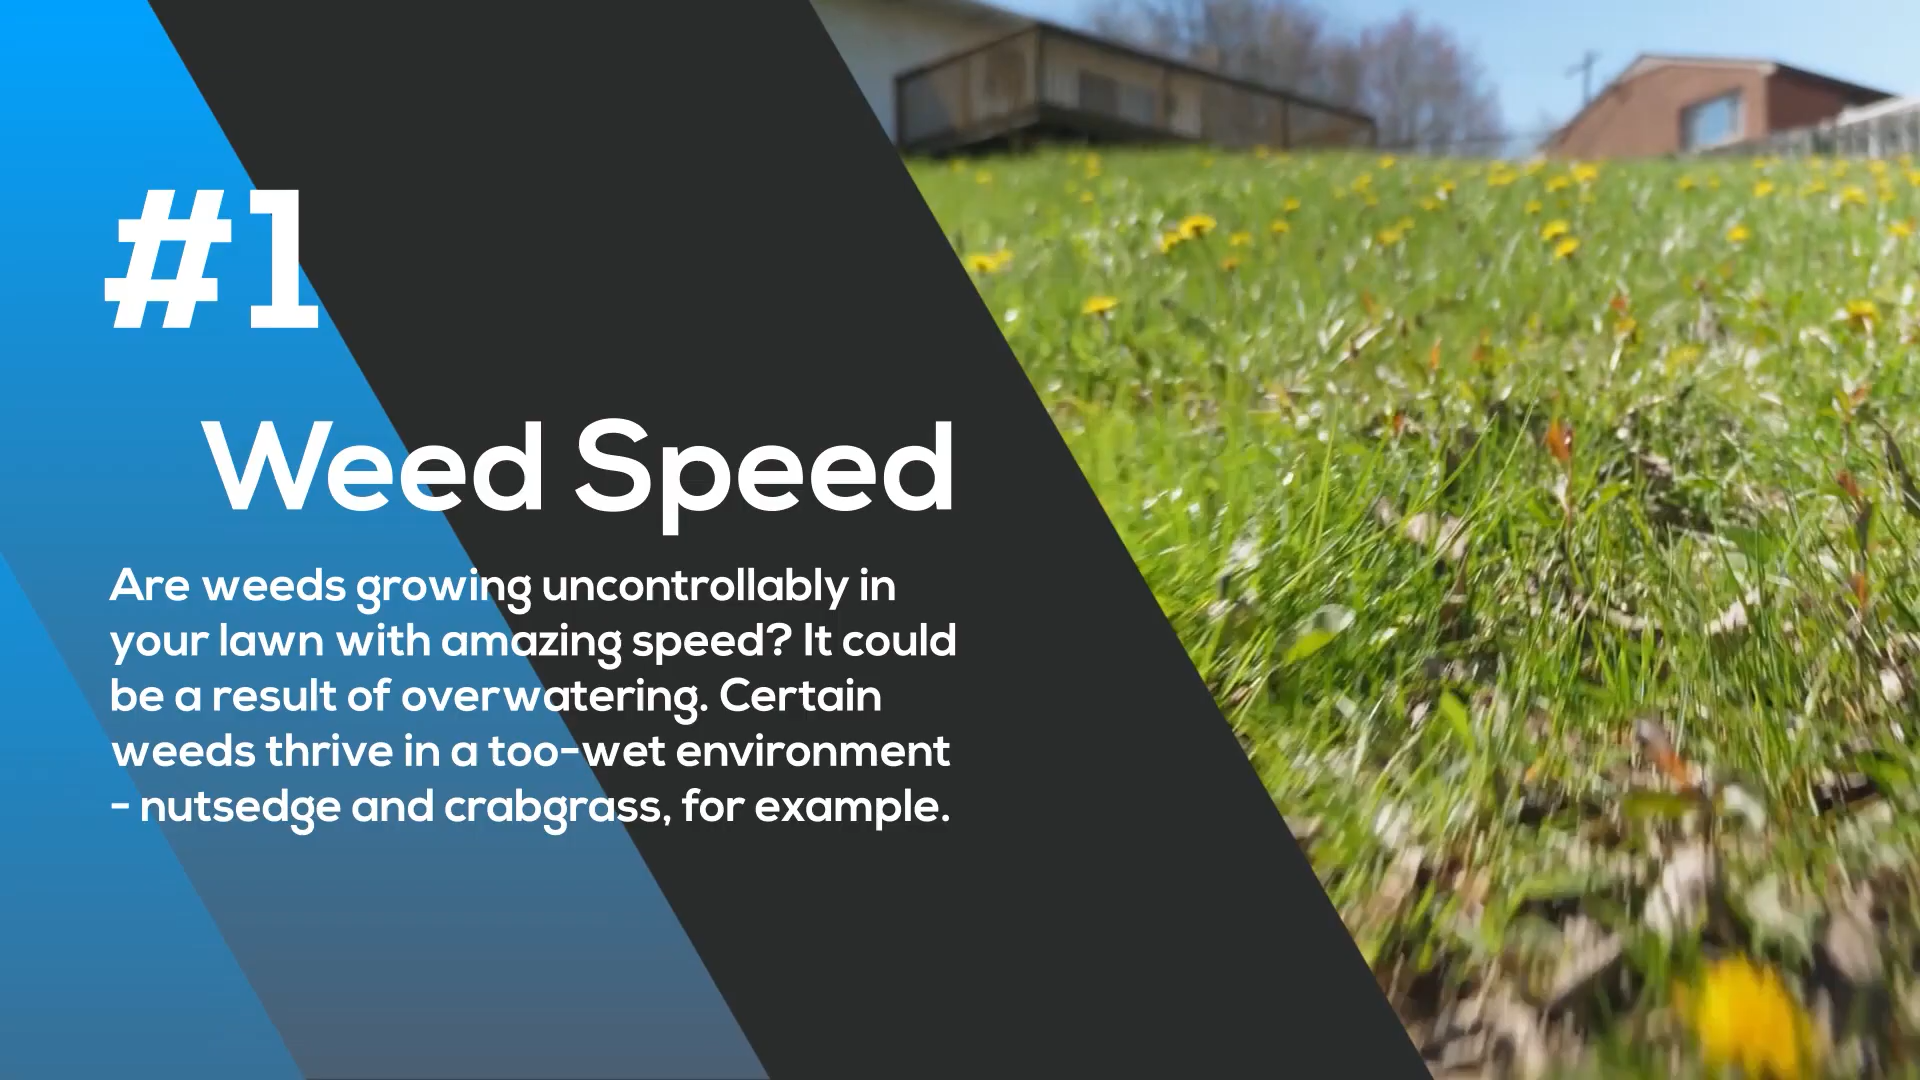 #1
Weed Speed
Are weeds growing uncontrollably in
your lawn with amazing speed? It could
be a result of overwatering. Certain
weeds thrive in a too-wet environment
- nutsedge and crabgrass, for example.